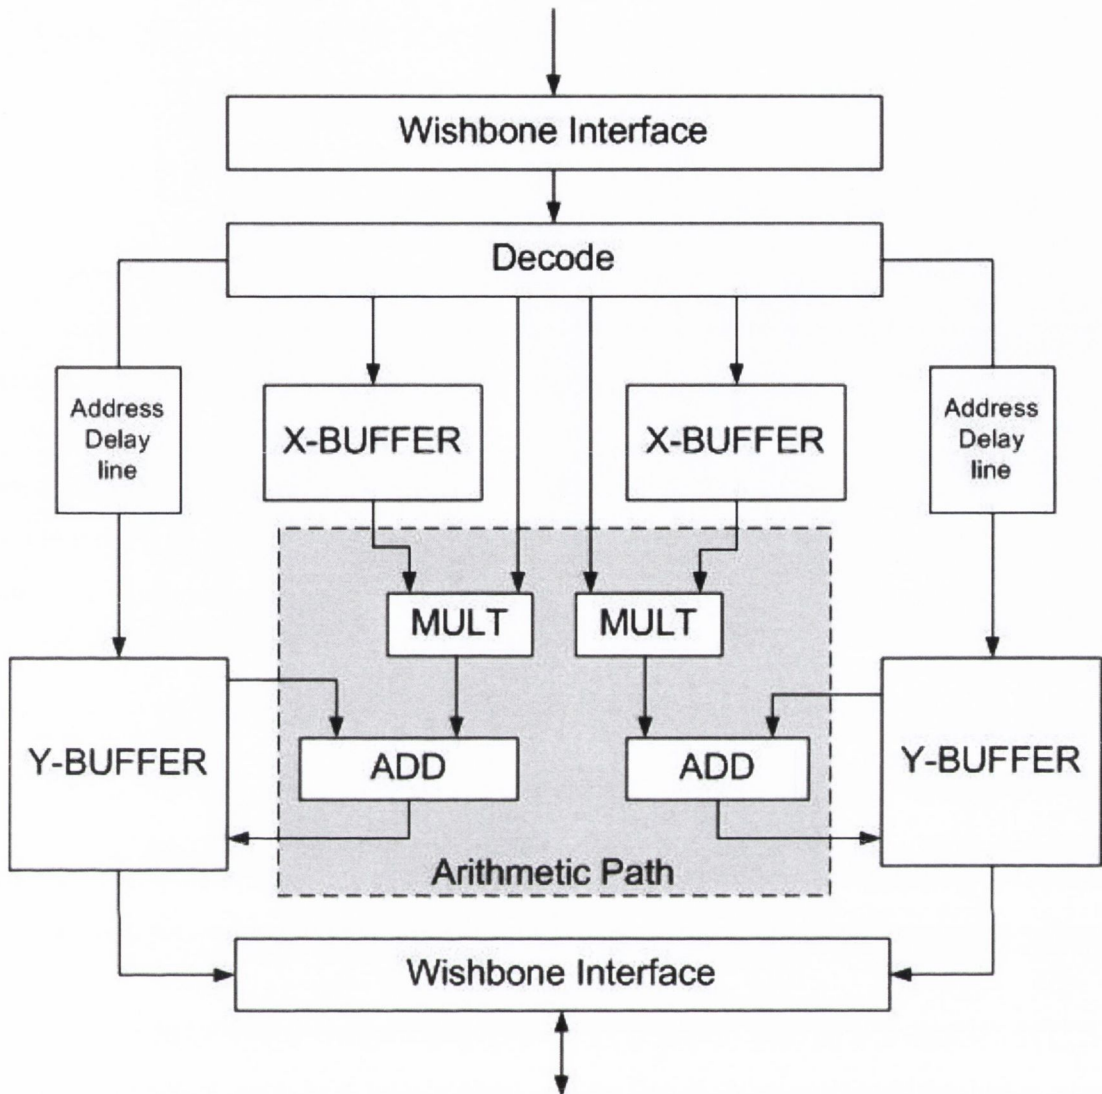 Wishbone Interface
Decode
Address
Delay
line
X-BUFFER
X-BUFFER
Address
Delay
line
MULT
MULT
Y-BUFFER
ADD
ADD
Y-BUFFER
Arithmetic Path
Wishbone Interface